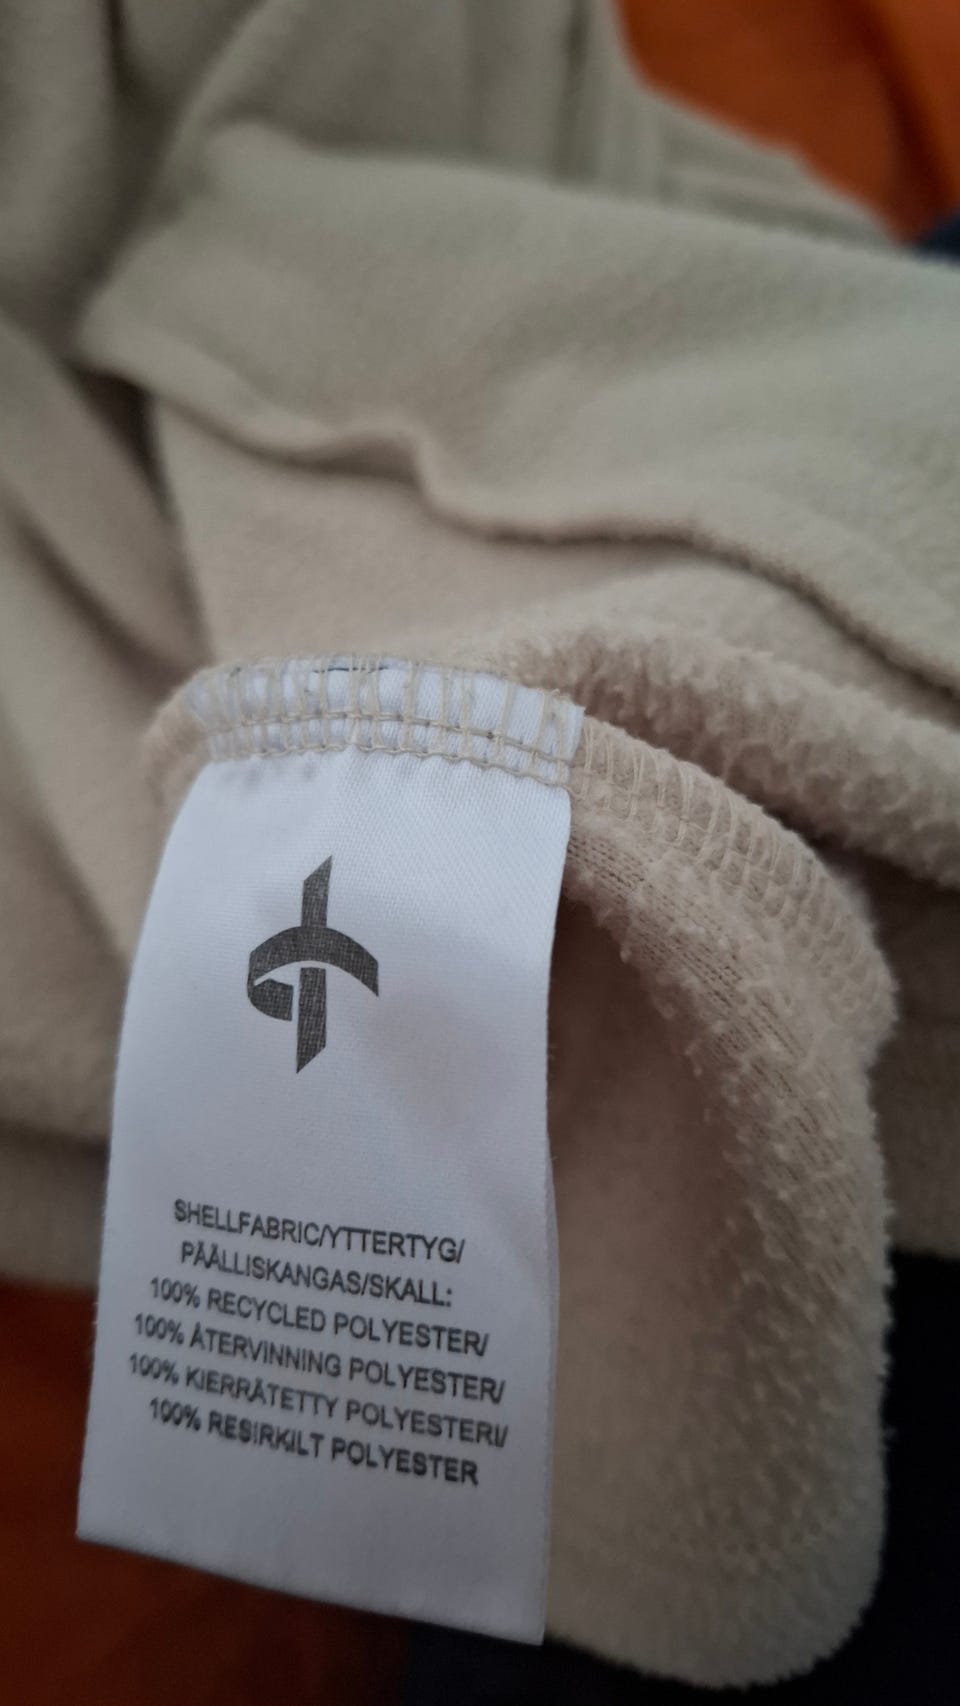 SHELLFABRIC/YTTERTYG/
PÄÄLLISKANGAS/SKALL:
100% RECYCLED POLYESTER/
100% ÅTERVINNING POLYESTER/
100% KIERRÄTETTY POLYESTERI/
100% RESIRKILT POLYESTER